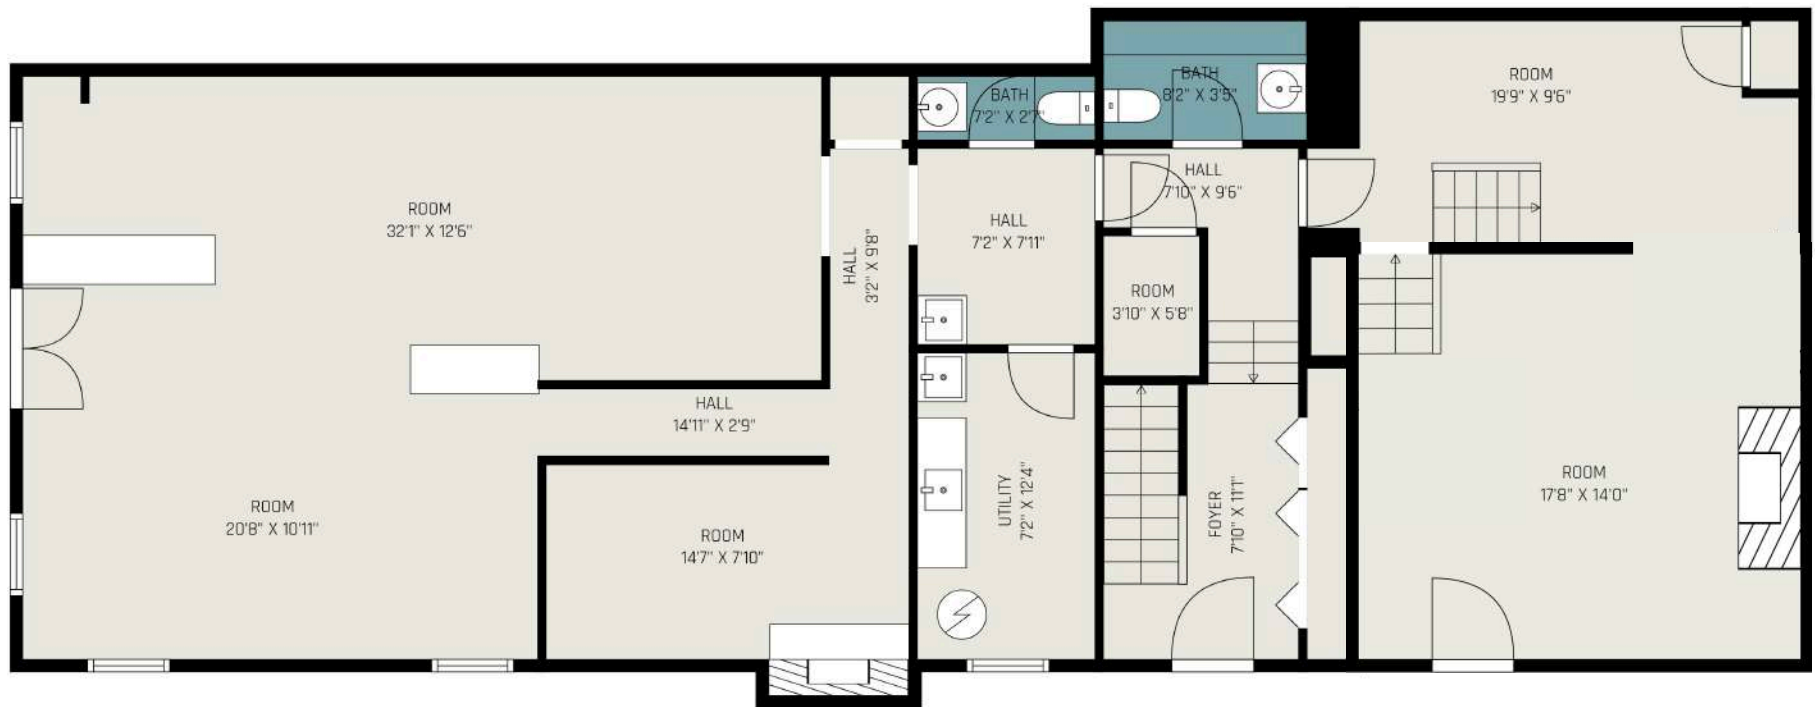 BATH
8'2" X 3'5"
ROOM
19'9" X 9'6"
BATH
7'2" X 2'7"
HALL
7'10" X 9'6"
ROOM
32'1" X 12'6"
HALL
7'2" X 7'11"
HALL
3'2" X 9'8"
ROOM
3'10" X 5'8"
HALL
14'11" X 2'9"
ROOM
17'8" X 14'0"
ROOM
20'8" X 10'11"
UTILITY
7'2" X 12'4"
FOYER
7'10" X 11'1"
ROOM
14'7" X 7'10"